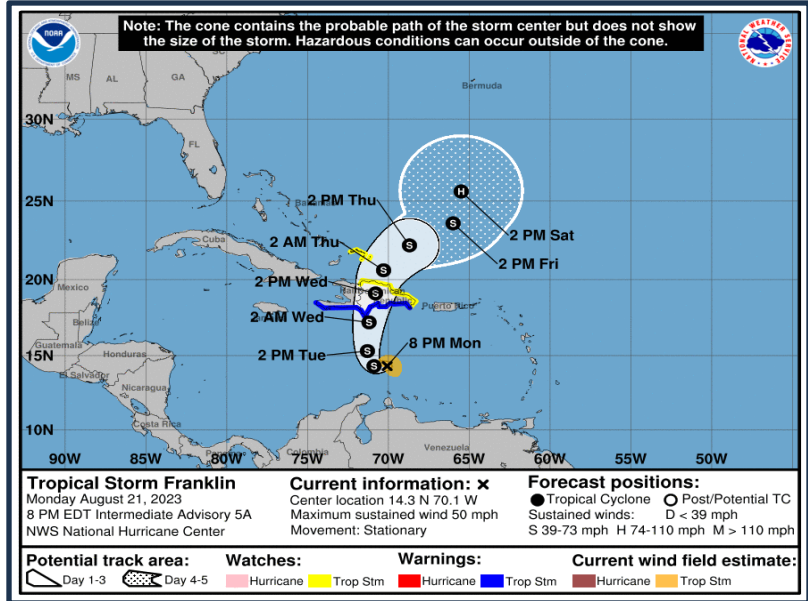 Note: The cone contains the probable path of the storm center but does not show
the size of the storm. Hazardous conditions can occur outside of the cone.
NOAA
NATIONAL WEATHER SERVICE
MS
AL
GA
SC
Bermuda
30N
FL
25N
2 PM Thu
Bahamas
2 PM Sat
2 AM Thu
Cuba
2 PM Fri
20N
2 PM Wed
Mexico
Puerto Rico
2 AM Wed
Belize
8 PM Mon
Guatemala
15N
Honduras
2 PM Tue
El Salvador
Nicaragua
10N
Costa Rica
Venezuela
Colombia
90W 85W 80W 75W 70W 65W 60W 55W 50W
S
S
S
S
S
S
S
H
Tropical Storm Franklin
Monday August 21, 2023
8 PM EDT Intermediate Advisory 5A
NWS National Hurricane Center
Current information: ×
Center location 14.3 N 70.1 W
Maximum sustained wind 50 mph
Movement: Stationary
Forecast positions:
Tropical Cyclone Post/Potential TC
Sustained winds: D < 39 mph
S 39-73 mph H 74-110 mph M > 110 mph
Potential track area:
Day 1-3 Day 4-5
Watches:
Hurricane Trop Stm
Warnings:
Hurricane Trop Stm
Current wind field estimate:
Hurricane Trop Stm